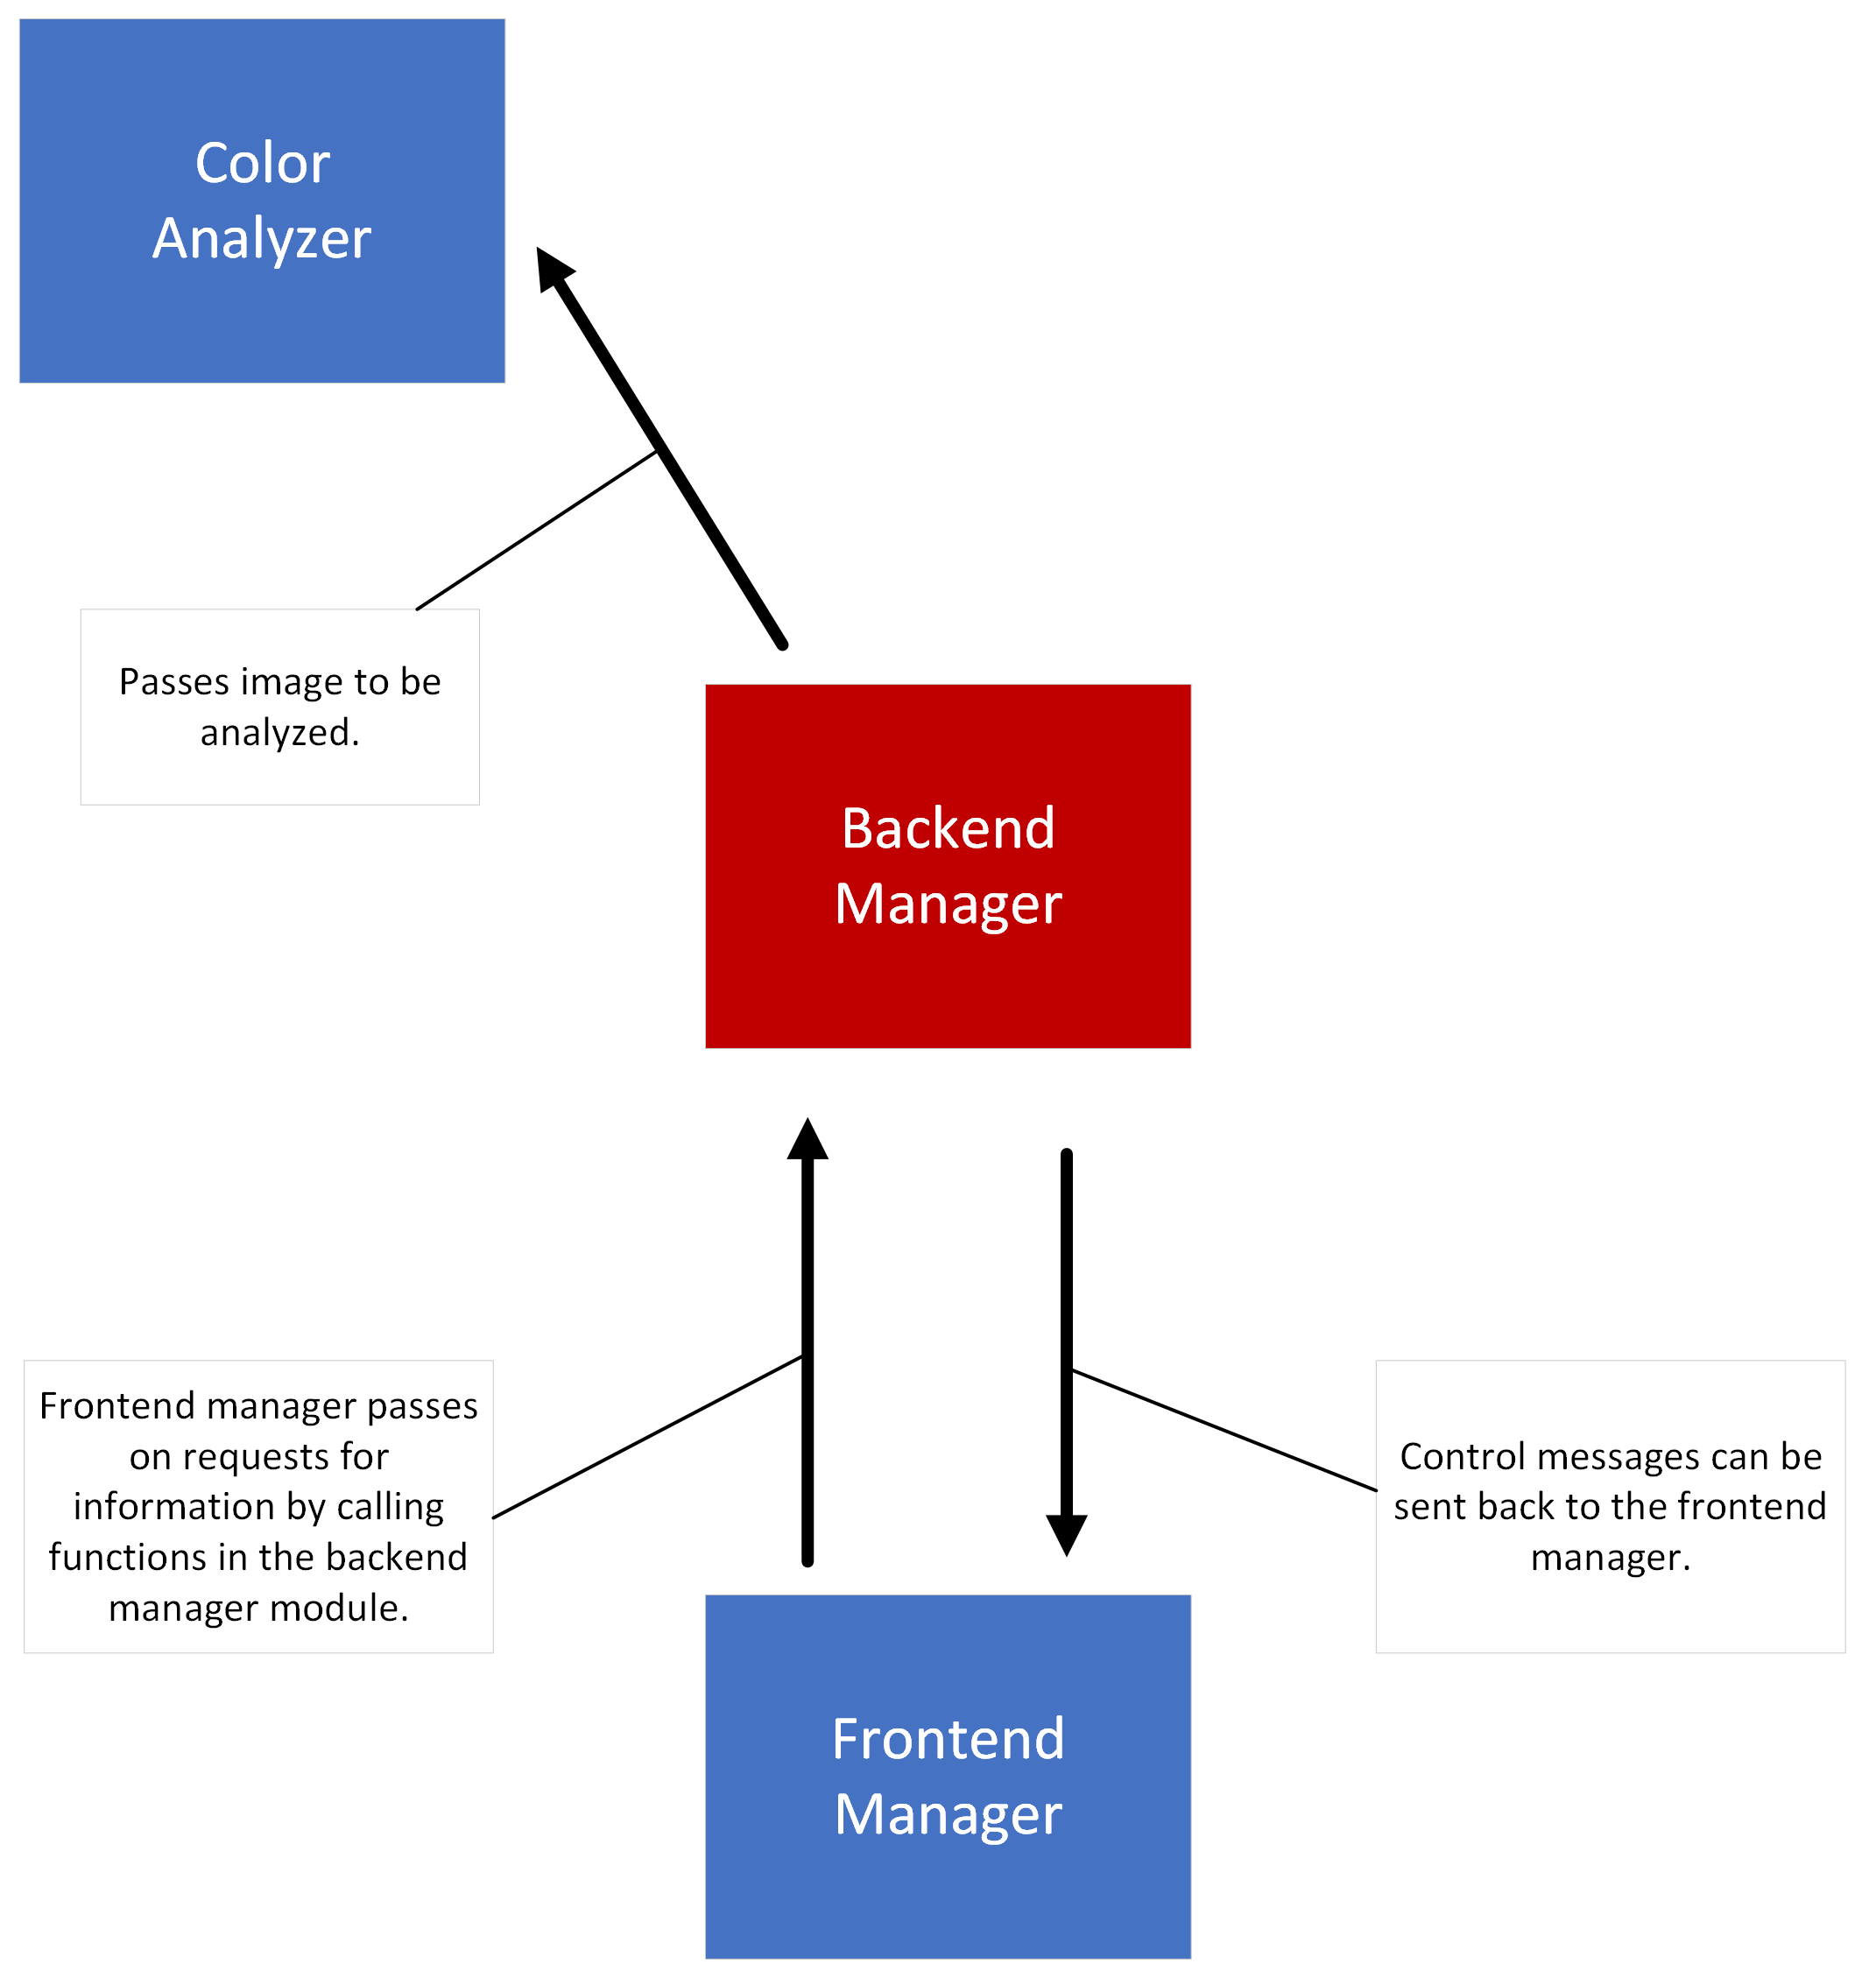 Color
Analyzer
Passes image to be
analyzed.
Backend
Manager
Frontend manager passes
on requests for
information by calling
functions in the backend
manager module.
Control messages can be
sent back to the frontend
manager.
Frontend
Manager